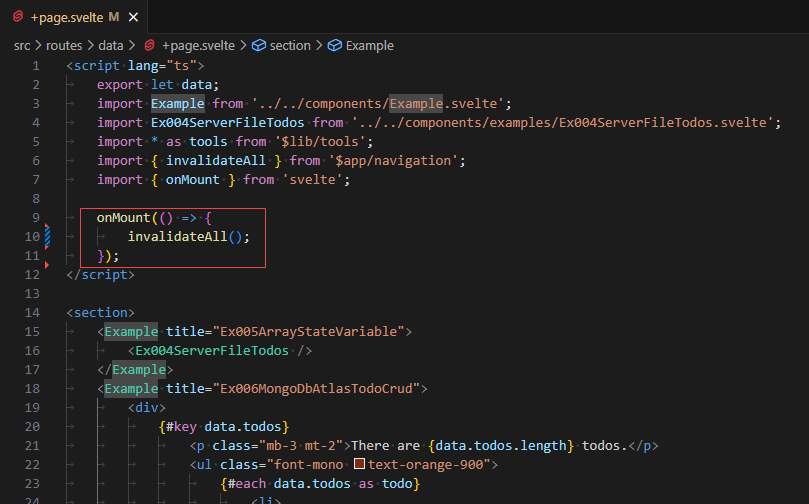 +page.svelte M ×
src > routes > data > +page.svelte > section > Example
1 <script lang="ts">
2 export let data;
3 import Example from '../../components/Example.svelte';
4 import Ex004ServerFileTodos from '../../components/examples/Ex004ServerFileTodos.svelte';
5 import * as tools from '$lib/tools';
6 import { invalidateAll } from '$app/navigation';
7 import { onMount } from 'svelte';
8
9 onMount(() => {
10 invalidateAll();
11 });
12 </script>
13
14 <section>
15 <Example title="Ex005ArrayStateVariable">
16 <Ex004ServerFileTodos />
17 </Example>
18 <Example title="Ex006MongoDbAtlasTodoCrud">
19 <div>
20 {#key data.todos}
21 <p class="mb-3 mt-2">There are {data.todos.length} todos.</p>
22 <ul class="font-mono text-orange-900">
23 {#each data.todos as todo}
24 <li>